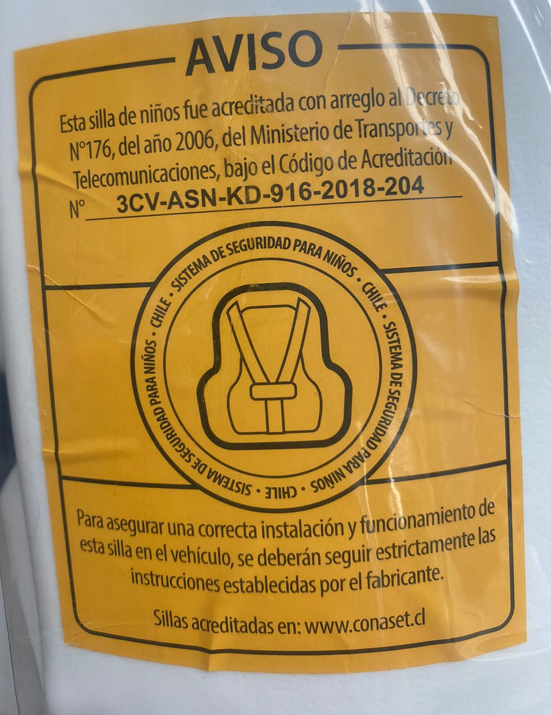 AVISO
Esta silla de niños fue acreditada con arreglo al Decreto
N°176, del año 2006, del Ministerio de Transportes y
Telecomunicaciones, bajo el Código de Acreditación
N° 3CV-ASN-KD-916-2018-204
SISTEMA DE SEGURIDAD PARA NIÑOS • CHILE • SISTEMA DE SEGURIDAD PARA NIÑOS • CHILE • SISTEMA DE SEGURIDAD PARA NIÑOS • CHILE •
Para asegurar una correcta instalación y funcionamiento de
esta silla en el vehículo, se deberán seguir estrictamente las
instrucciones establecidas por el fabricante.
Sillas acreditadas en: www.conaset.cl